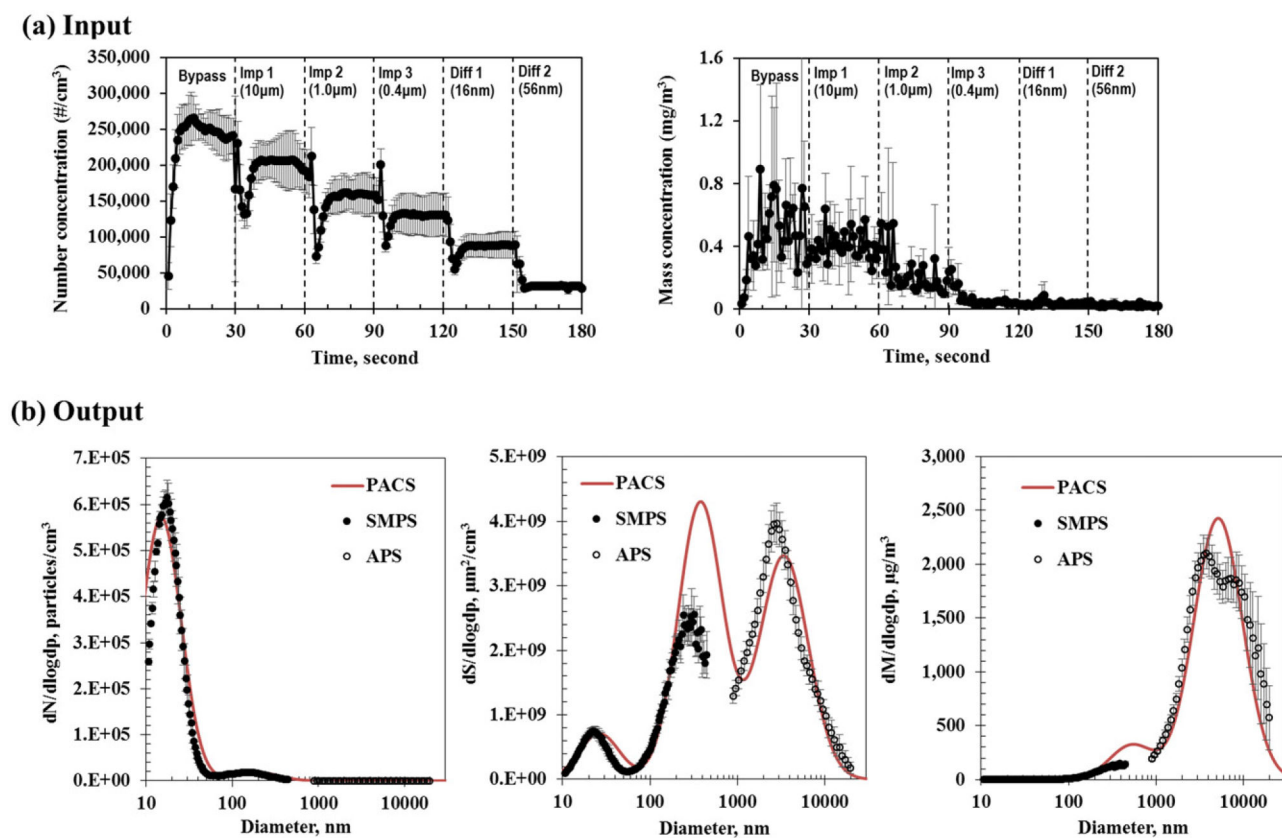 (a) Input
Number concentration (#/cm³)
350,000
300,000
250,000
200,000
150,000
100,000
50,000
0
Bypass
Imp 1
(10μm)
Imp 2
(1.0μm)
Imp 3
(0.4μm)
Diff 1
(16nm)
Diff 2
(56nm)
0 30 60 90 120 150 180
Time, second
Mass concentration (mg/m³)
1.6
1.2
0.8
0.4
0
Bypass
Imp 1
(10μm)
Imp 2
(1.0μm)
Imp 3
(0.4μm)
Diff 1
(16nm)
Diff 2
(56nm)
0 30 60 90 120 150 180
Time, second
(b) Output
dN/dlogdp, particles/cm³
7.E+05
6.E+05
5.E+05
4.E+05
3.E+05
2.E+05
1.E+05
0.E+00
PACS
SMPS
APS
10 100 1000 10000
Diameter, nm
dS/dlogdp, μm²/cm³
5.E+09
4.E+09
3.E+09
2.E+09
1.E+09
0.E+00
PACS
SMPS
APS
10 100 1000 10000
Diameter, nm
dM/dlogdp, μg/m³
3,000
2,500
2,000
1,500
1,000
500
0
PACS
SMPS
APS
10 100 1000 10000
Diameter, nm